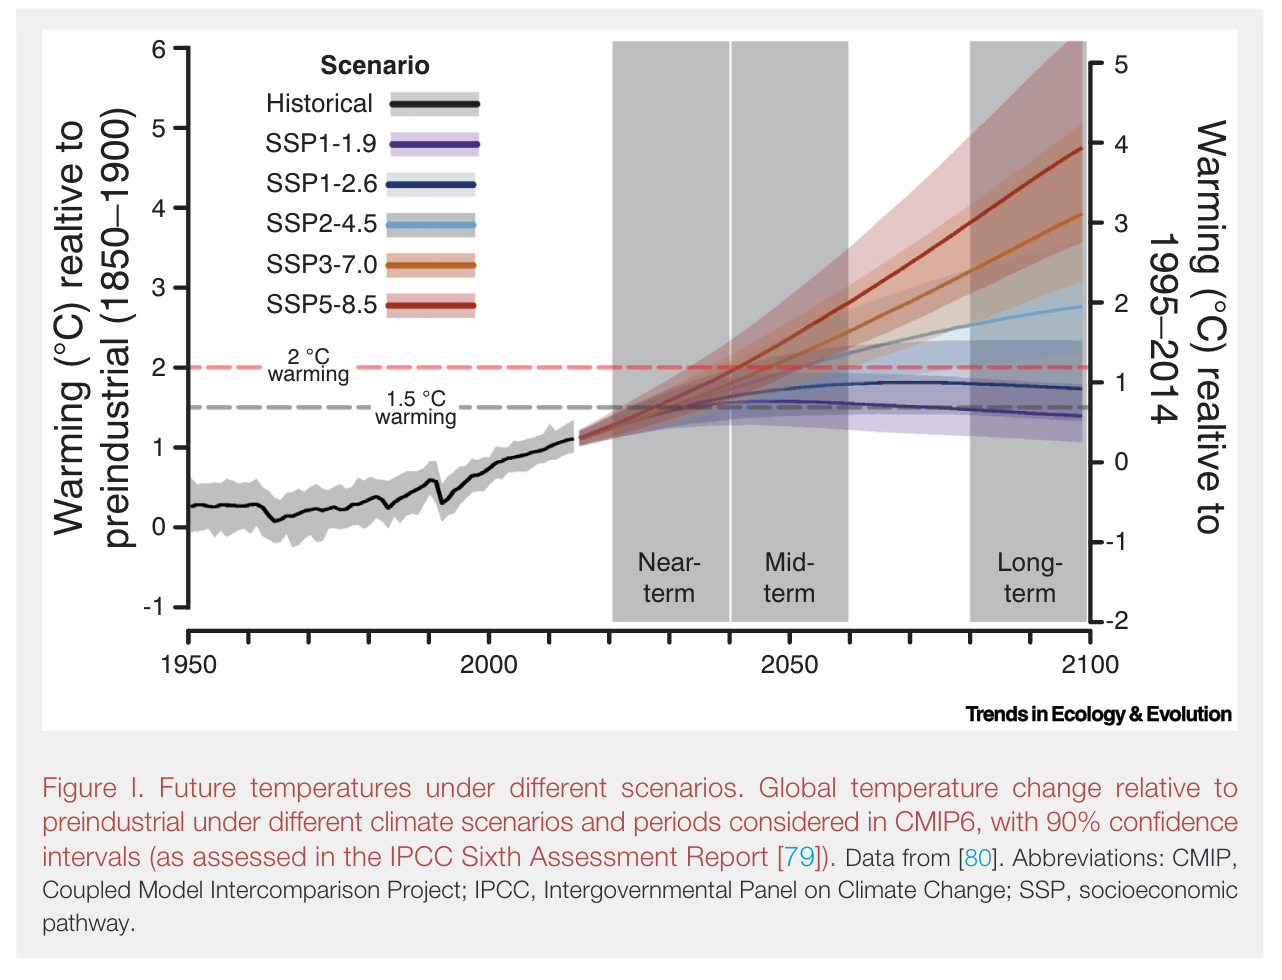 Scenario
Historical
SSP1-1.9
SSP1-2.6
SSP2-4.5
SSP3-7.0
SSP5-8.5
Warming (°C) realtive to
preindustrial (1850–1900)
6
5
4
3
2
1
0
-1
2 °C
warming
1.5 °C
warming
Near-
term
Mid-
term
Long-
term
5
4
3
2
1
0
-1
-2
Warming (°C) realtive to
1995–2014
1950
2000
2050
2100
Trends in Ecology & Evolution
Figure I. Future temperatures under different scenarios. Global temperature change relative to
preindustrial under different climate scenarios and periods considered in CMIP6, with 90% confidence
intervals (as assessed in the IPCC Sixth Assessment Report [79]). Data from [80]. Abbreviations: CMIP,
Coupled Model Intercomparison Project; IPCC, Intergovernmental Panel on Climate Change; SSP, socioeconomic
pathway.